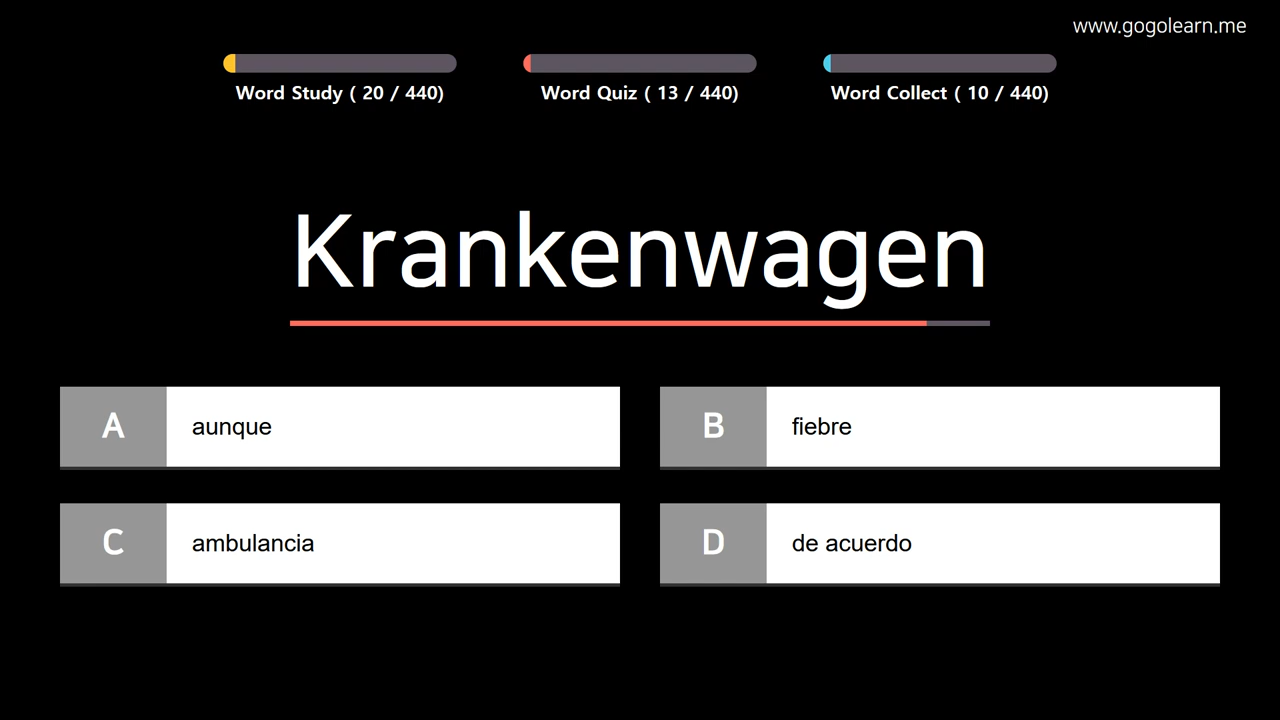 www.gogolearn.me
Word Study ( 20 / 440)
Word Quiz ( 13 / 440)
Word Collect ( 10 / 440)
Krankenwagen
A aunque
B fiebre
C ambulancia
D de acuerdo